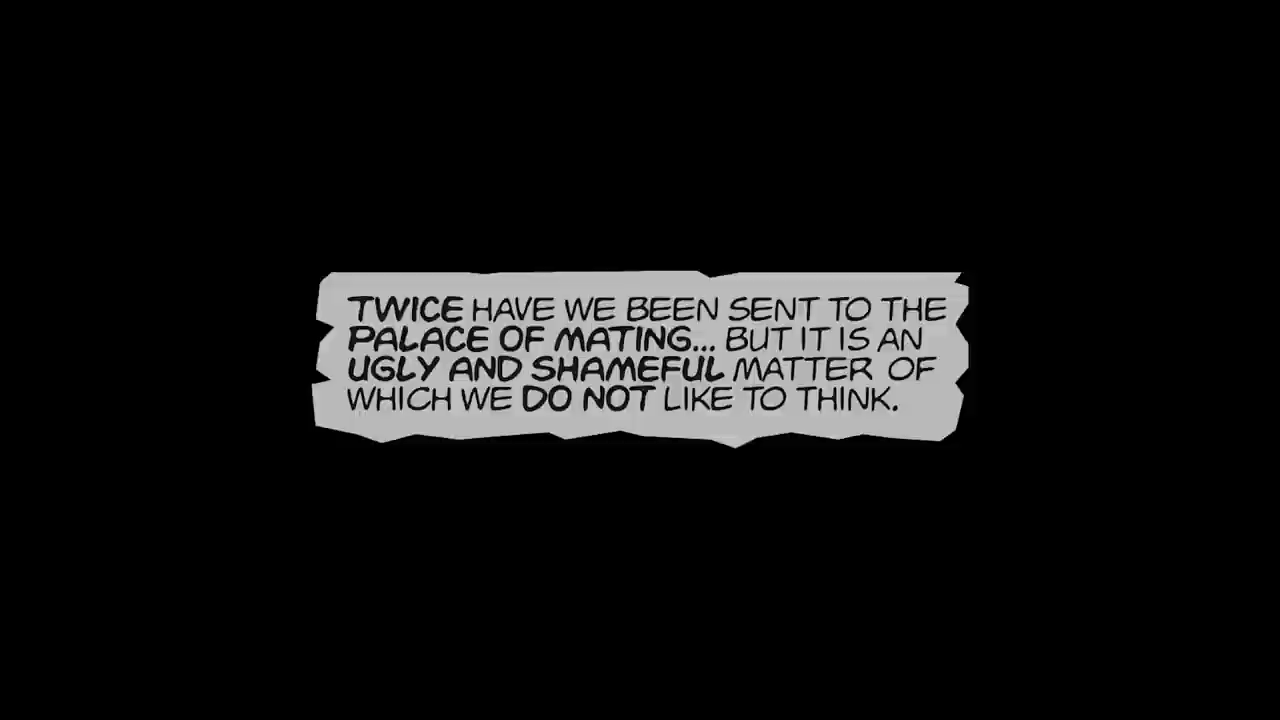 TWICE HAVE WE BEEN SENT TO THE
PALACE OF MATING... BUT IT IS AN
UGLY AND SHAMEFUL MATTER OF
WHICH WE DO NOT LIKE TO THINK.